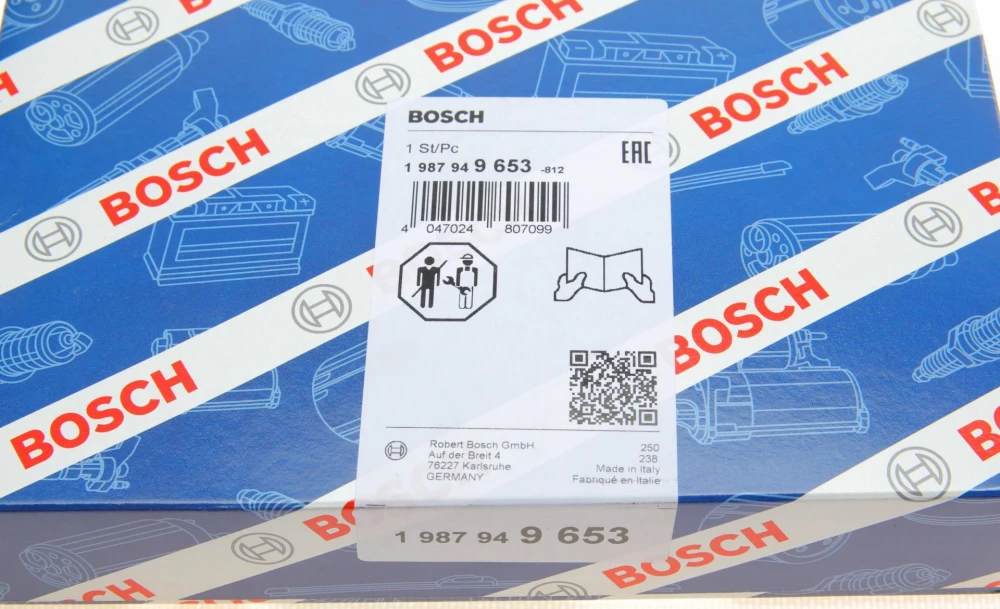 BOSCH
BOSCH
BOSCH
BOSCH
BOSCH
1 St/Pc
EAC
1 987 94 9 653 -812
4 047024 807099
BOSCH
BOSCH
BOSCH
Robert Bosch GmbH
Auf der Breit 4
76227 Karlsruhe
GERMANY
250
238
Made in Italy
Fabriqué en Italie
1 987 94 9 653
BOSCH